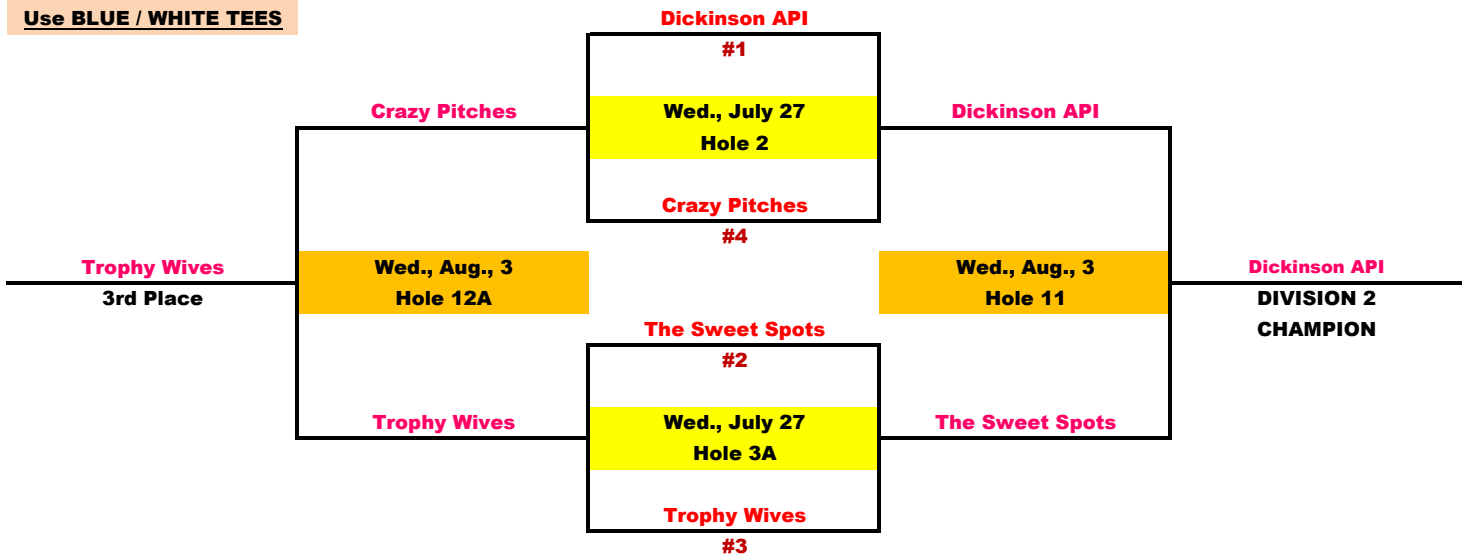 Use BLUE / WHITE TEES
Dickinson API
#1
Crazy Pitches
Wed., July 27
Hole 2
Dickinson API
Crazy Pitches
#4
Trophy Wives
3rd Place
Wed., Aug., 3
Hole 12A
Wed., Aug., 3
Hole 11
Dickinson API
DIVISION 2
CHAMPION
The Sweet Spots
#2
Trophy Wives
Wed., July 27
Hole 3A
The Sweet Spots
Trophy Wives
#3